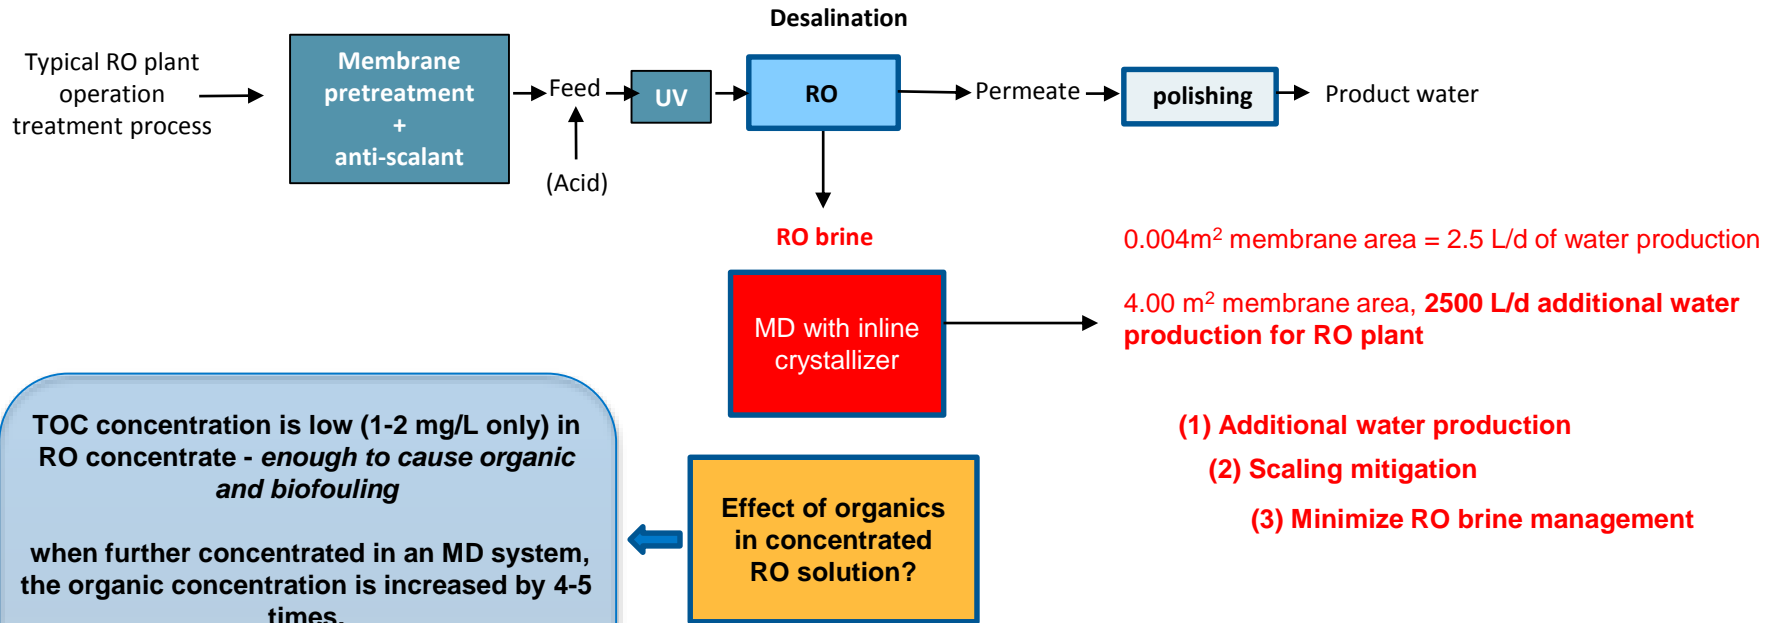 Desalination
Typical RO plant
operation
treatment process
Membrane
pretreatment
+
anti-scalant
Feed
(Acid)
UV
RO
Permeate
polishing
Product water
RO brine
MD with inline
crystallizer
0.004m² membrane area = 2.5 L/d of water production
4.00 m² membrane area, 2500 L/d additional water
production for RO plant
(1) Additional water production
(2) Scaling mitigation
(3) Minimize RO brine management
Effect of organics
in concentrated
RO solution?
TOC concentration is low (1-2 mg/L only) in
RO concentrate - enough to cause organic
and biofouling
when further concentrated in an MD system,
the organic concentration is increased by 4-5
times.